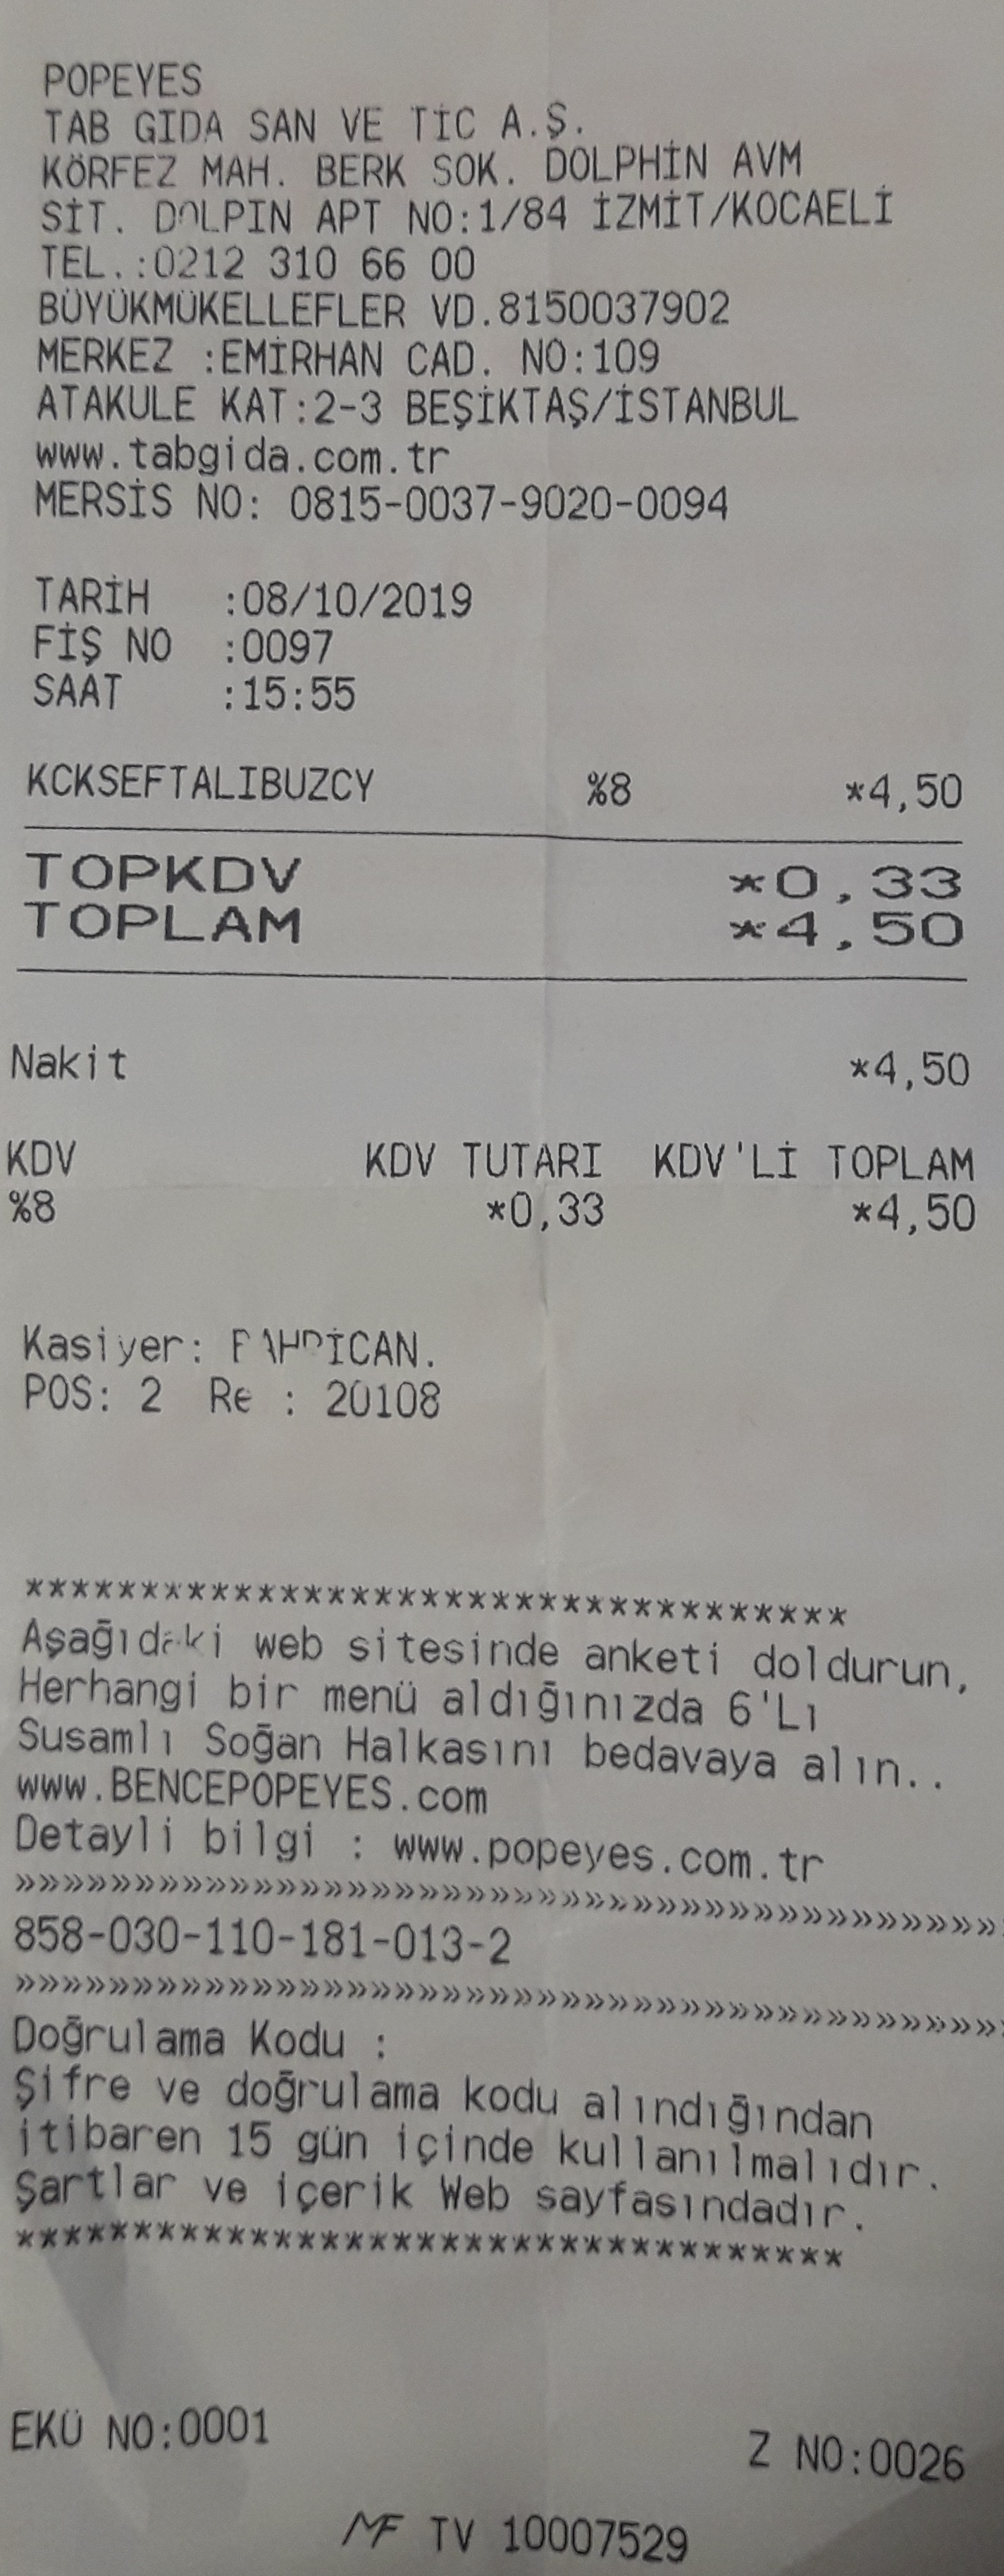 POPEYES
TAB GIDA SAN VE TİC A.Ş.
KÖRFEZ MAH. BERK SOK. DOLPHİN AVM
SİT. DOLPIN APT NO:1/84 İZMİT/KOCAELİ
TEL.:0212 310 66 00
BÜYÜKMÜKELLEFLER VD.8150037902
MERKEZ :EMİRHAN CAD. NO:109
ATAKULE KAT:2-3 BEŞİKTAŞ/İSTANBUL
www.tabgida.com.tr
MERSİS NO: 0815-0037-9020-0094
TARİH :08/10/2019
FİŞ NO :0097
SAAT :15:55
KCKSEFTALIBUZCY %8 *4,50
TOPKDV *0,33
TOPLAM *4,50
Nakit *4,50
KDV KDV TUTARI KDV'Lİ TOPLAM
%8 *0,33 *4,50
Kasiyer:
POS: 2 : 20108
***********************************
Aşağıdaki web sitesinde anketi doldurun,
Herhangi bir menü aldığınızda 6'Lı
Susamlı Soğan Halkasını bedavaya alın..
www.BENCEPOPEYES.com
Detayli bilgi : www.popeyes.com.tr
»»»»»»»»»»»»»»»»»»»»»»»»»»»»»»»»»»»»»»»»»
858-030-110-181-013-2
»»»»»»»»»»»»»»»»»»»»»»»»»»»»»»»»»»»»»»»»»
Doğrulama Kodu :
Şifre ve doğrulama kodu alındığından
itibaren 15 gün içinde kullanılmalıdır.
Şartlar ve içerik Web sayfasındadır.
***********************************
EKÜ NO:0001
Z NO:0026
MF TV 10007529